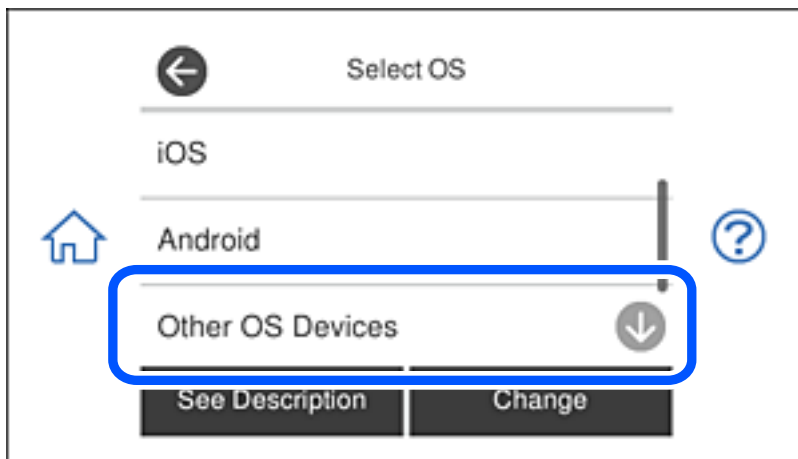 Select OS
iOS
Android
Other OS Devices
See Description Change